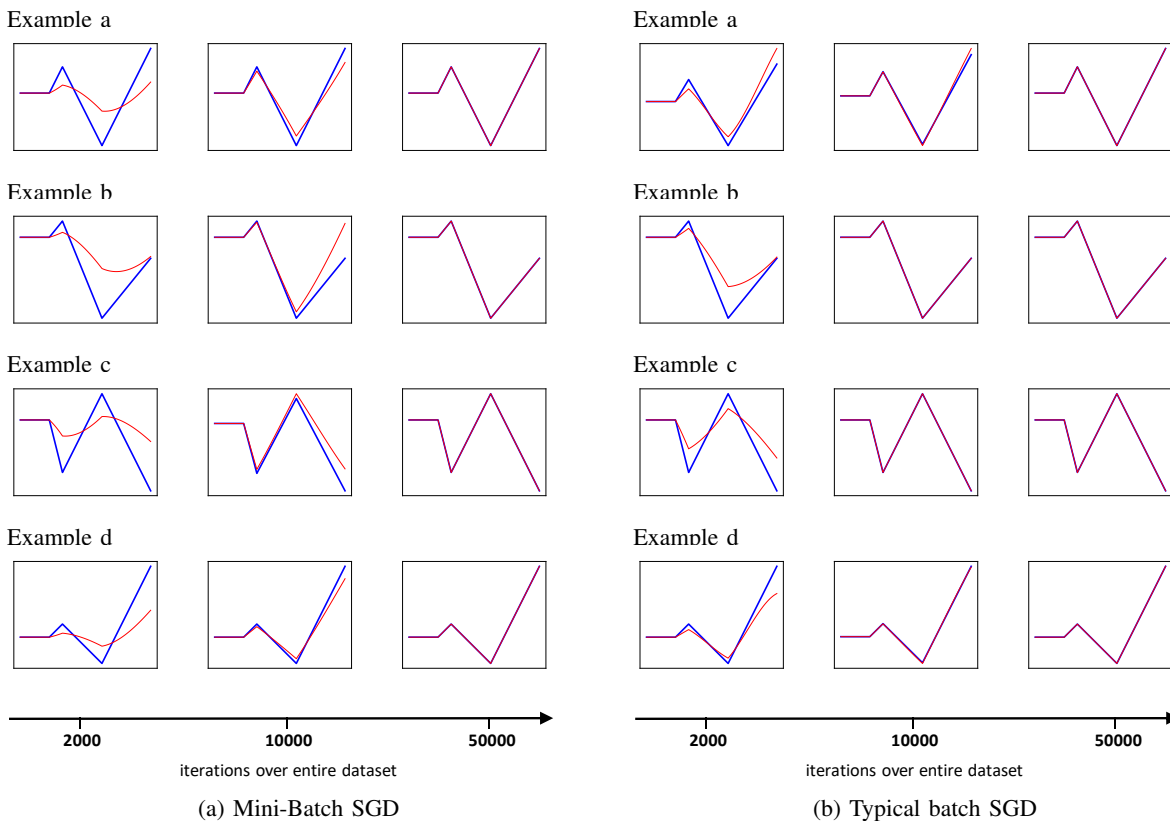 Example a
Example b
Example c
Example d
2000
10000
50000
iterations over entire dataset
(a) Mini-Batch SGD
Example a
Example b
Example c
Example d
2000
10000
50000
iterations over entire dataset
(b) Typical batch SGD